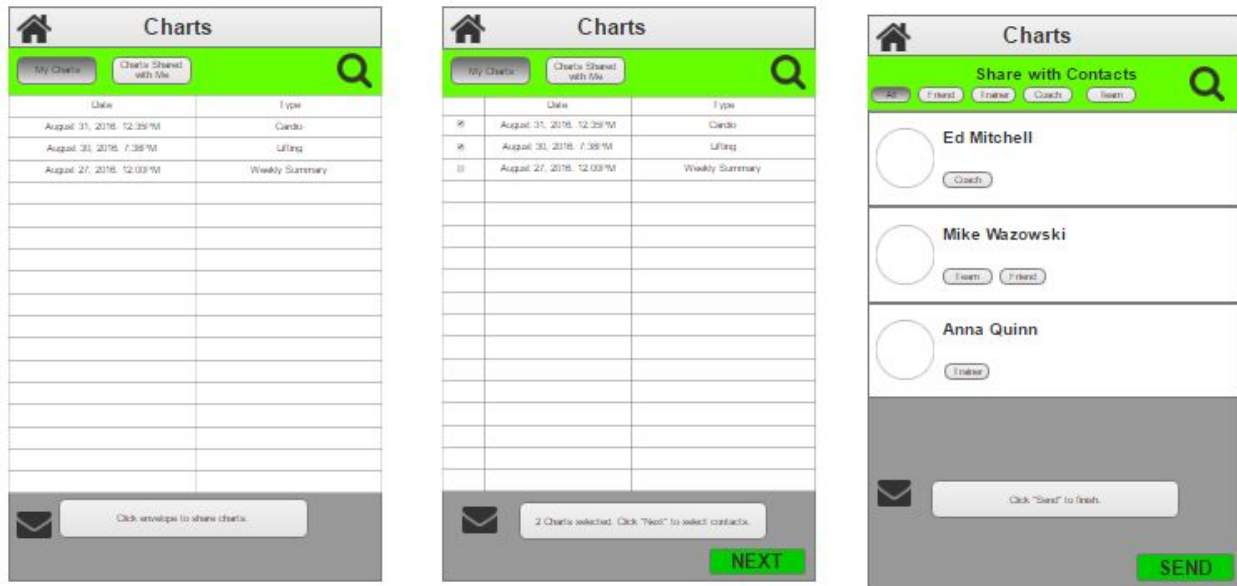 Charts
My Charts
Charts Shared
with Me
Date Type
August 31, 2016. 12:35PM Cardio
August 30, 2016. 7:38PM Lifting
August 27, 2016. 12:00PM Weekly Summary
Click envelope to share charts.
Charts
My Charts
Charts Shared
with Me
Date Type
August 31, 2016. 12:35PM Cardio
August 30, 2016. 7:38PM Lifting
August 27, 2016. 12:00PM Weekly Summary
2 Charts selected. Click "Next" to select contacts.
NEXT
Charts
Share with Contacts
All Friend Trainer Coach Team
Ed Mitchell
Coach
Mike Wazowski
Team Friend
Anna Quinn
Trainer
Click "Send" to finish.
SEND